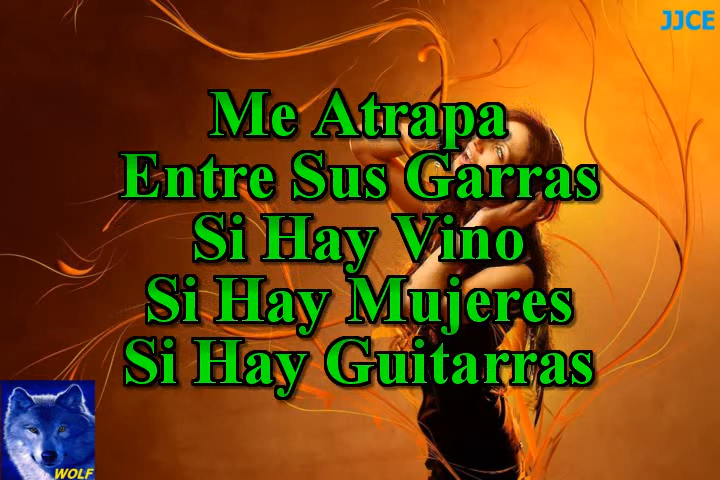 JJCE
Me Atrapa
Entre Sus Garras
Si Hay Vino
Si Hay Mujeres
Si Hay Guitarras
WOLF